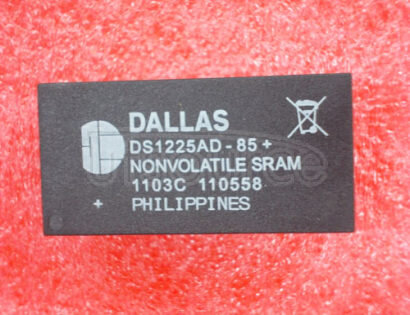 DALLAS
DS1225AD-85+
NONVOLATILE SRAM
1103C 110558
+ PHILIPPINES